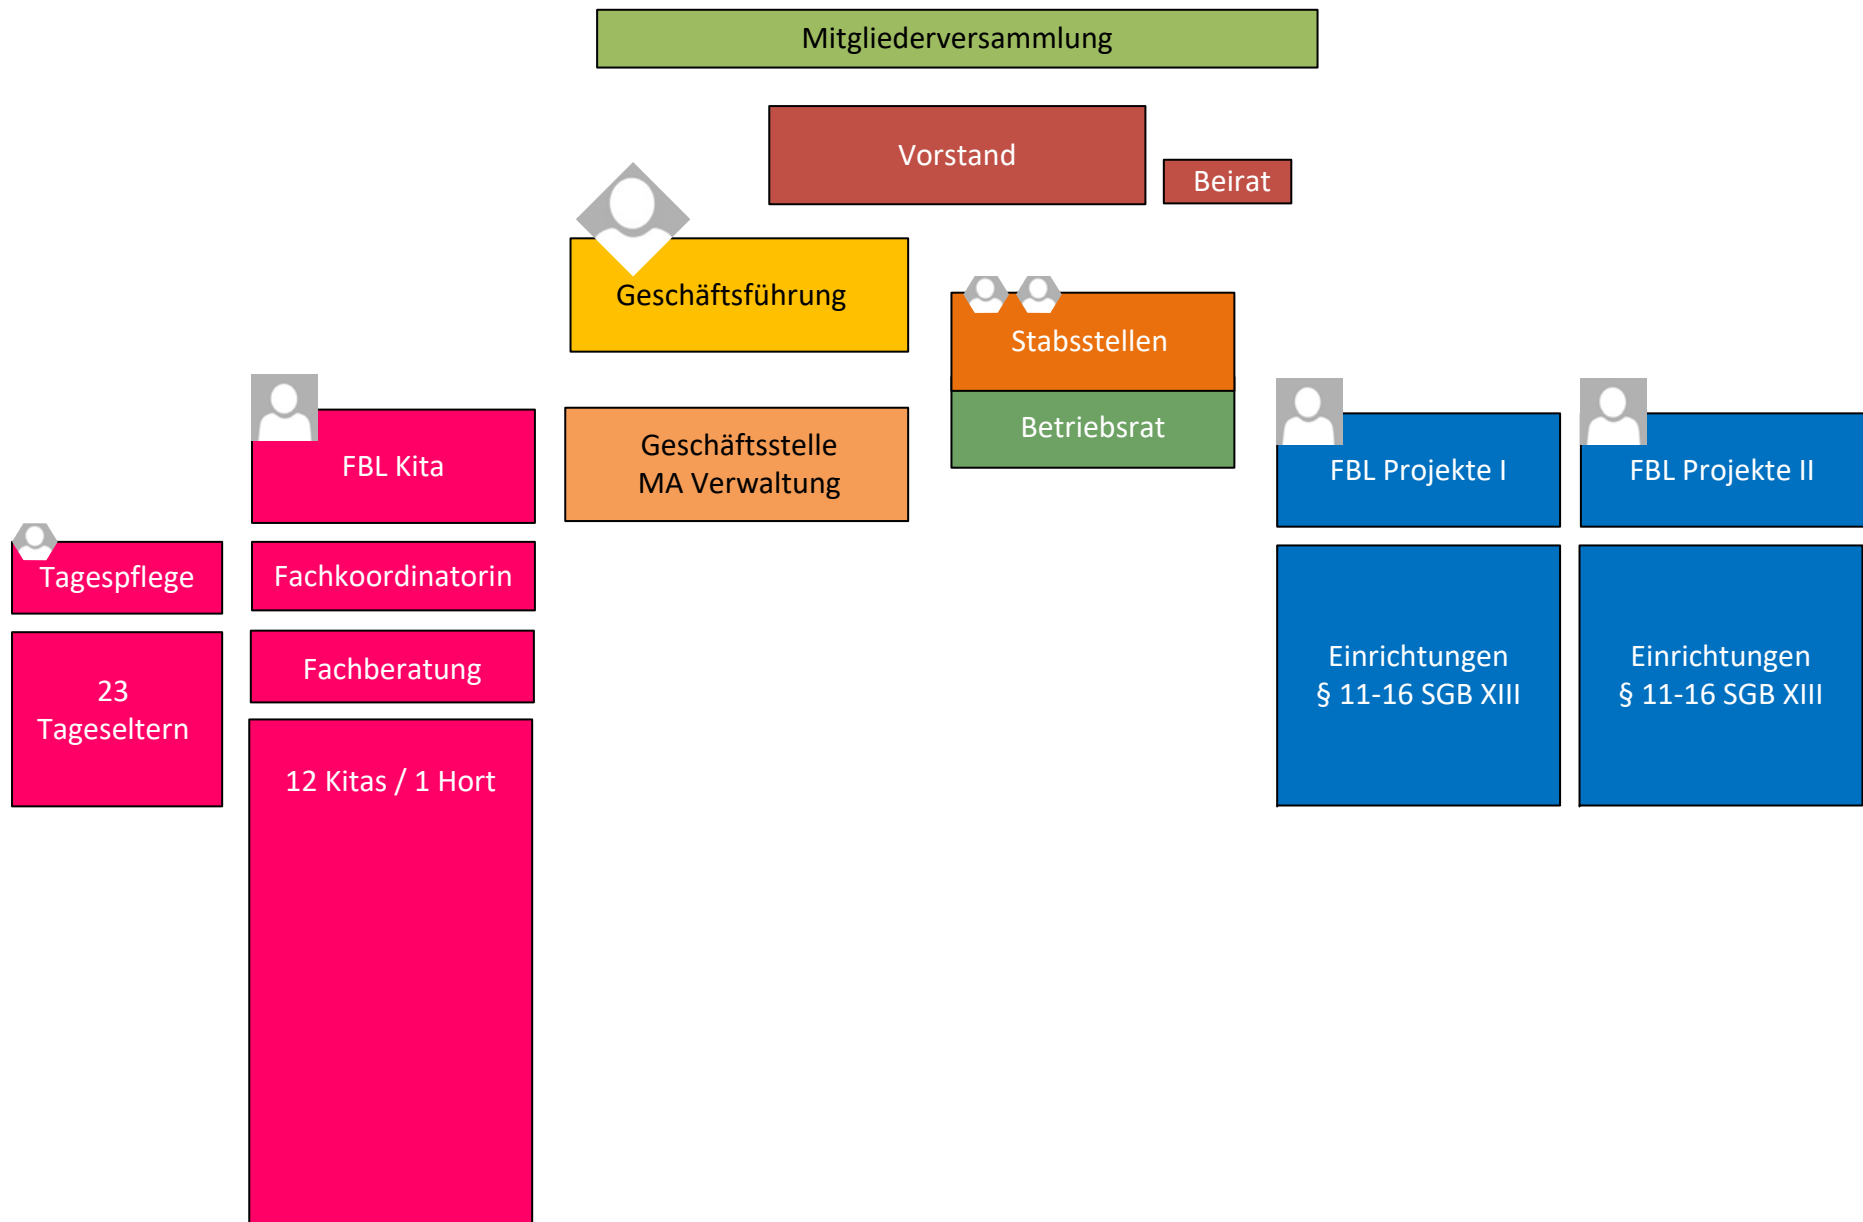 Mitgliederversammlung
Vorstand
Beirat
Geschäftsführung
Stabsstellen
Betriebsrat
FBL Kita
Geschäftsstelle
MA Verwaltung
FBL Projekte I
FBL Projekte II
Tagespflege
Fachkoordinatorin
Fachberatung
23
Tageseltern
12 Kitas / 1 Hort
Einrichtungen
§ 11-16 SGB XIII
Einrichtungen
§ 11-16 SGB XIII